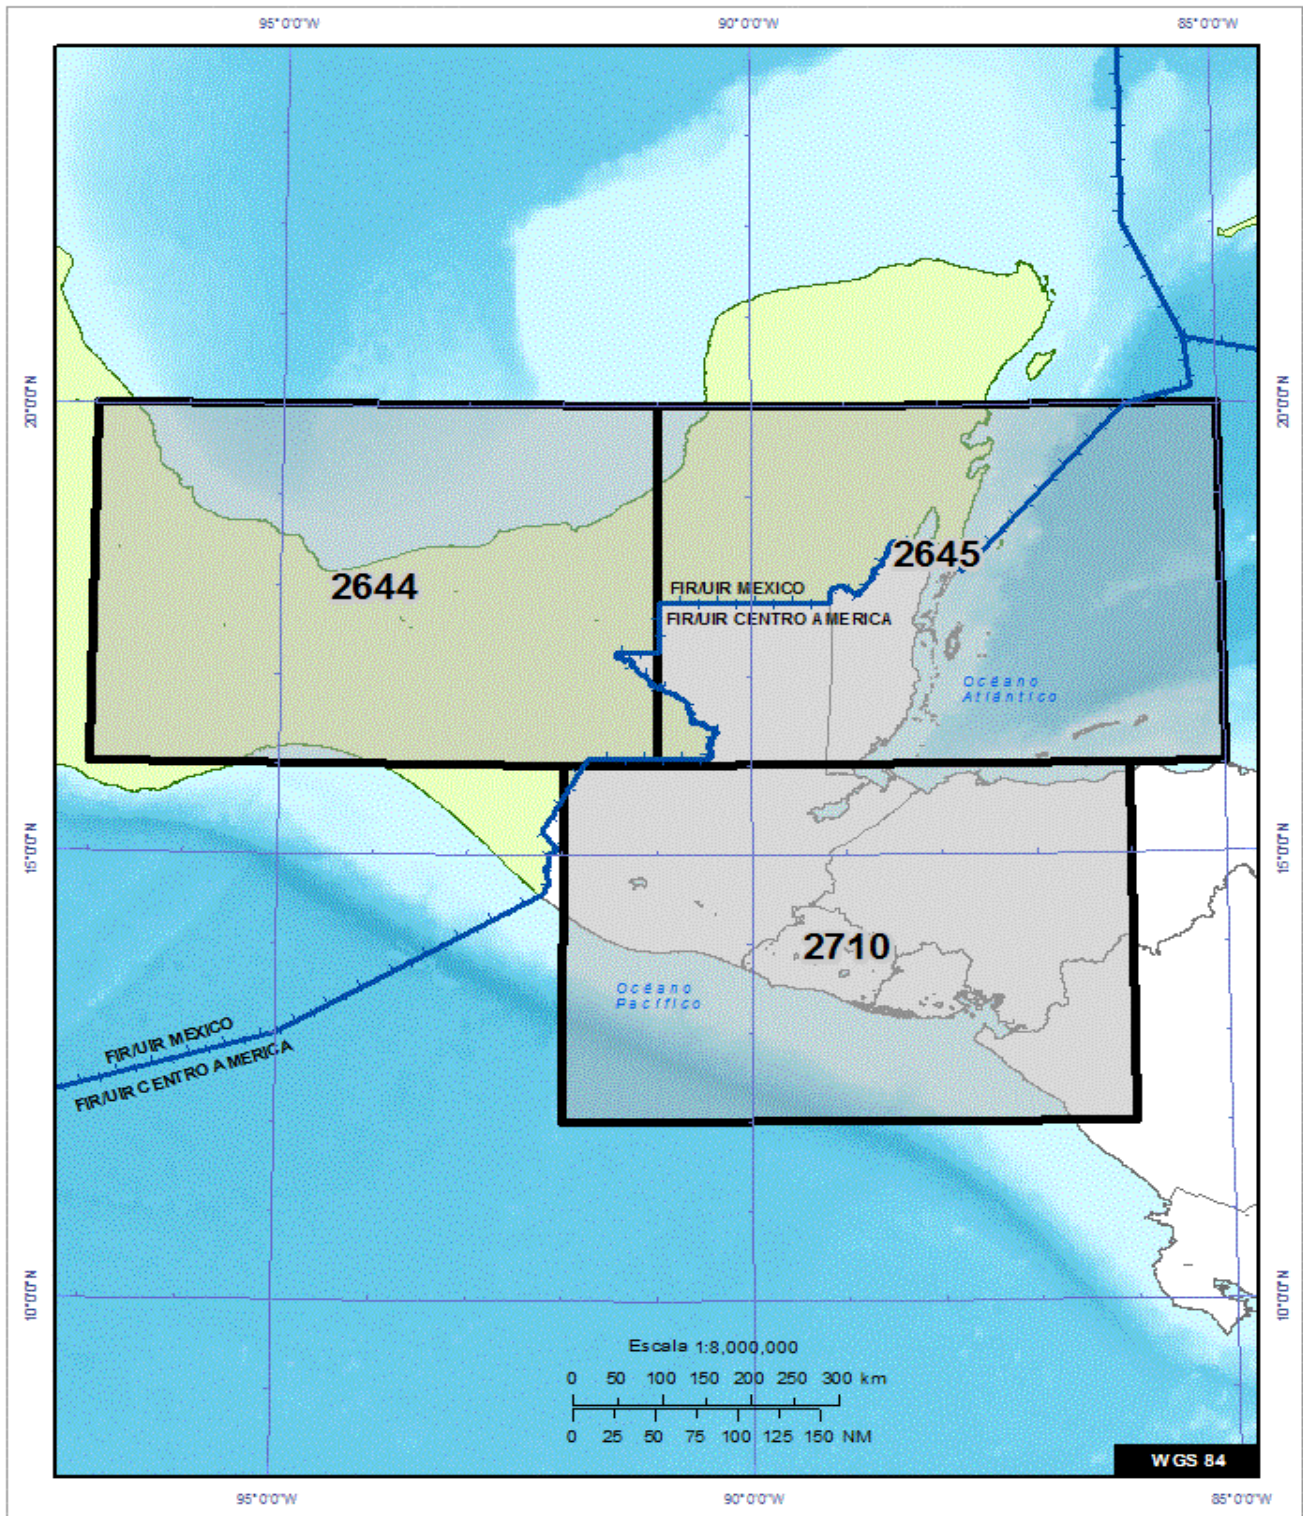 95°0'0"W 90°0'0"W 85°0'0"W
20°0'0"N 20°0'0"N
2645
2644
FIR/UIR MEXICO
FIR/UIR CENTRO AMERICA
Océano
Atlántico
15°0'0"N 15°0'0"N
2710
Océano
Pacífico
FIR/UIR MEXICO
FIR/UIR CENTRO AMERICA
10°0'0"N 10°0'0"N
Escala 1:8,000,000
0 50 100 150 200 250 300 km
0 25 50 75 100 125 150 NM
WGS 84
95°0'0"W 90°0'0"W 85°0'0"W